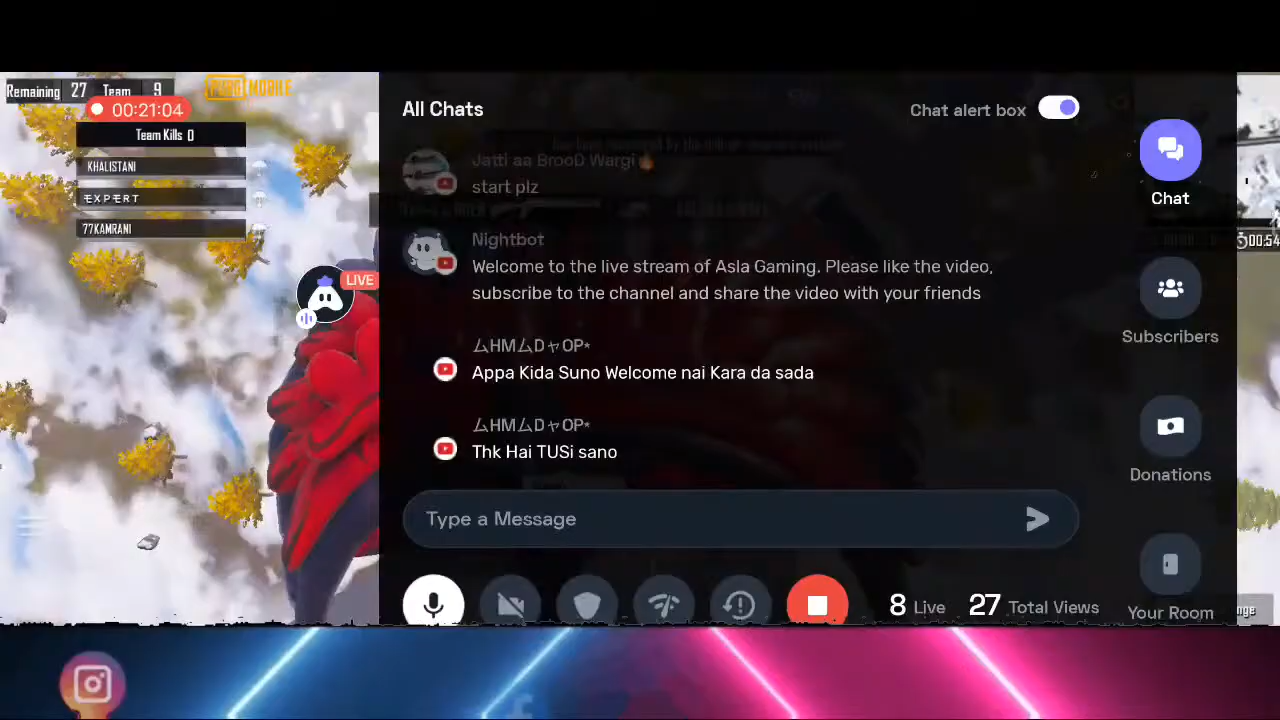 Remaining 27 Team 9
PUBG MOBILE
00:21:04
Team Kills 0
KHALISTANI
EXPERT
77KAMRANI
LIVE
All Chats
Chat alert box
Jatti aa BrooD Wargi🔥
start plz
Nightbot
Welcome to the live stream of Asla Gaming. Please like the video,
subscribe to the channel and share the video with your friends
ムHMムDャOP*
Appa Kida Suno Welcome nai Kara da sada
ムHMムDャOP*
Thk Hai TUSi sano
Type a Message
8 Live 27 Total Views
Chat
Subscribers
Donations
Your Room
00:54